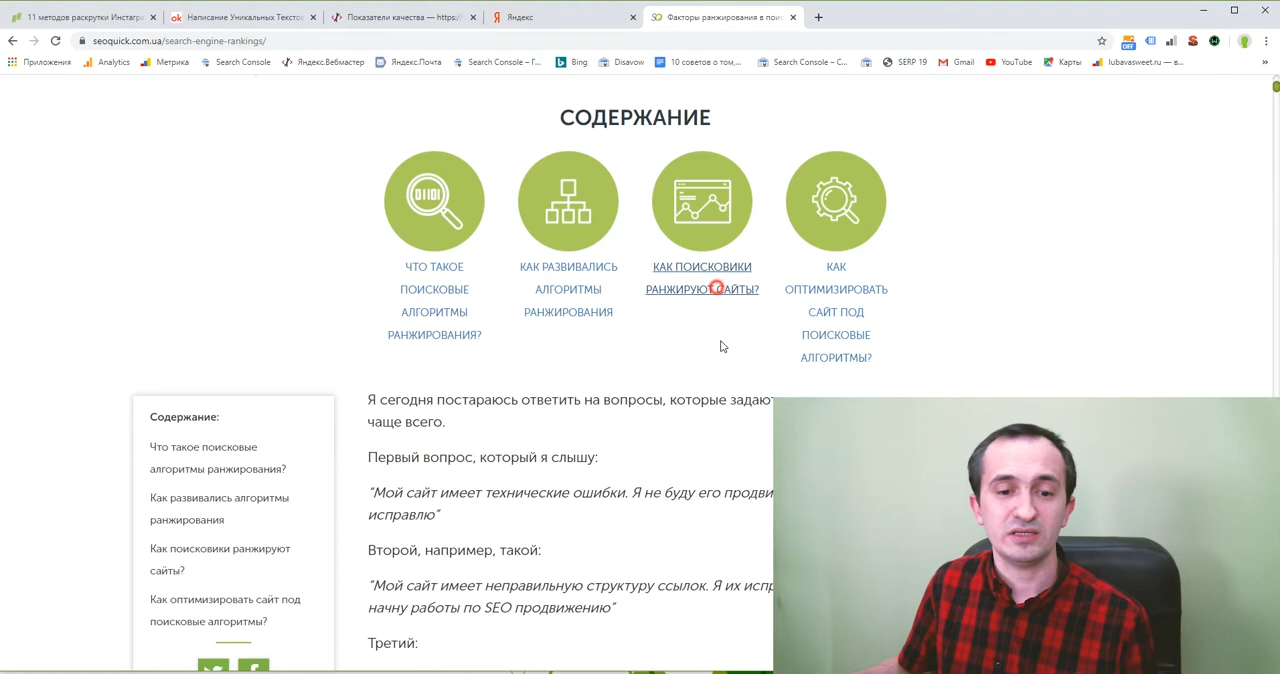 11 методов раскрутки Инстагр
Написание Уникальных Текстов
Показатели качества — https://
Яндекс
Факторы ранжирования в поис
seoquick.com.ua/search-engine-rankings/
Приложения
Analytics
Метрика
Search Console
Яндекс.Вебмастер
Яндекс.Почта
Search Console – Г...
Bing
Disavow
10 советов о том,...
Search Console – С...
SERP 19
Gmail
YouTube
Карты
lubavasweet.ru — в...
OFF
СОДЕРЖАНИЕ
ЧТО ТАКОЕ
ПОИСКОВЫЕ
АЛГОРИТМЫ
РАНЖИРОВАНИЯ?
КАК РАЗВИВАЛИСЬ
АЛГОРИТМЫ
РАНЖИРОВАНИЯ
КАК ПОИСКОВИКИ
РАНЖИРУЮТ САЙТЫ?
КАК
ОПТИМИЗИРОВАТЬ
САЙТ ПОД
ПОИСКОВЫЕ
АЛГОРИТМЫ?
Содержание:
Что такое поисковые
алгоритмы ранжирования?
Как развивались алгоритмы
ранжирования
Как поисковики ранжируют
сайты?
Как оптимизировать сайт под
поисковые алгоритмы?
Я сегодня постараюсь ответить на вопросы, которые задают
чаще всего.
Первый вопрос, который я слышу:
“Мой сайт имеет технические ошибки. Я не буду его продви
исправлю”
Второй, например, такой:
“Мой сайт имеет неправильную структуру ссылок. Я их испр
начну работы по SEO продвижению”
Третий: